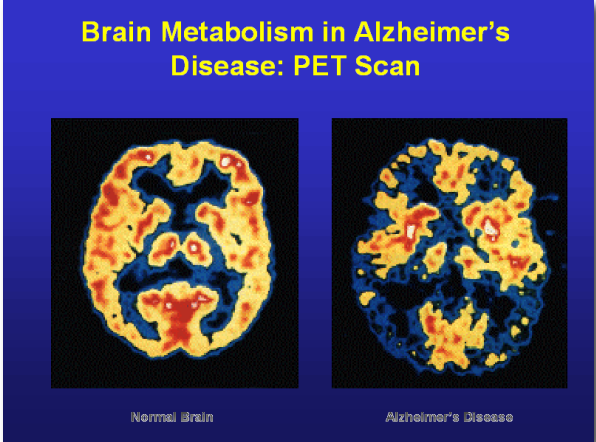 Brain Metabolism in Alzheimer’s
Disease: PET Scan
Normal Brain
Alzheimer’s Disease